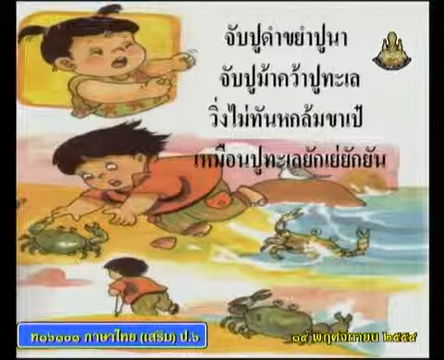 จับปูดำขยำปูนา
จับปูม้าคว้าปูทะเล
วิ่งไม่ทันหกล้มขาเป๋
เหมือนปูทะเลยักเย่ยักยัน
ท๑๖๑๐๑ ภาษาไทย (เสริม) ป.๖
๑๕ พฤศจิกายน ๒๕๕๔